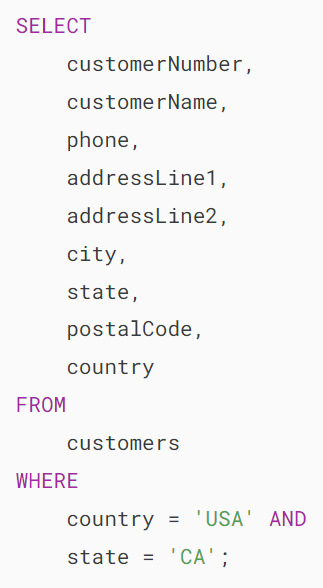 SELECT
customerNumber,
customerName,
phone,
addressLine1,
addressLine2,
city,
state,
postalCode,
country
FROM
customers
WHERE
country = 'USA' AND
state = 'CA';